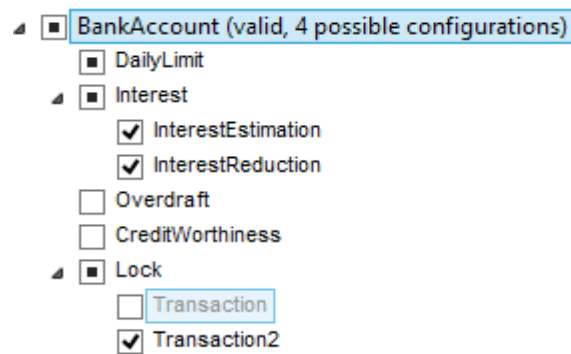 BankAccount (valid, 4 possible configurations)
DailyLimit
Interest
InterestEstimation
InterestReduction
Overdraft
CreditWorthiness
Lock
Transaction
Transaction2